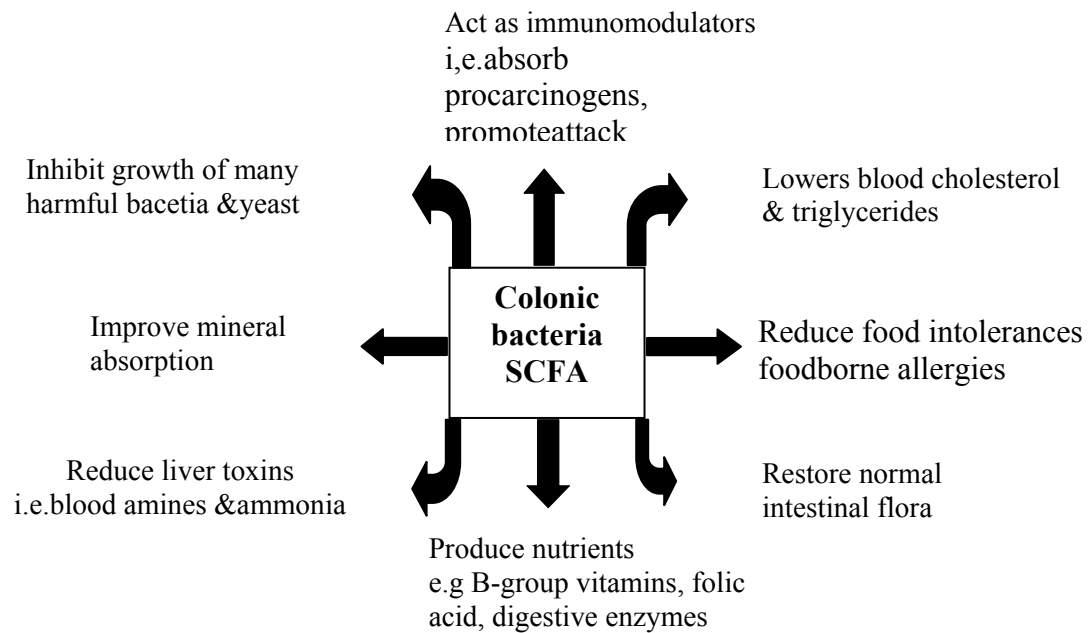 Act as immunomodulators
i,e.absorb
procarcinogens,
promoteattack
Inhibit growth of many
harmful bacetia &yeast
Lowers blood cholesterol
& triglycerides
Colonic
bacteria
SCFA
Improve mineral
absorption
Reduce food intolerances
foodborne allergies
Reduce liver toxins
i.e.blood amines &ammonia
Restore normal
intestinal flora
Produce nutrients
e.g B-group vitamins, folic
acid, digestive enzymes